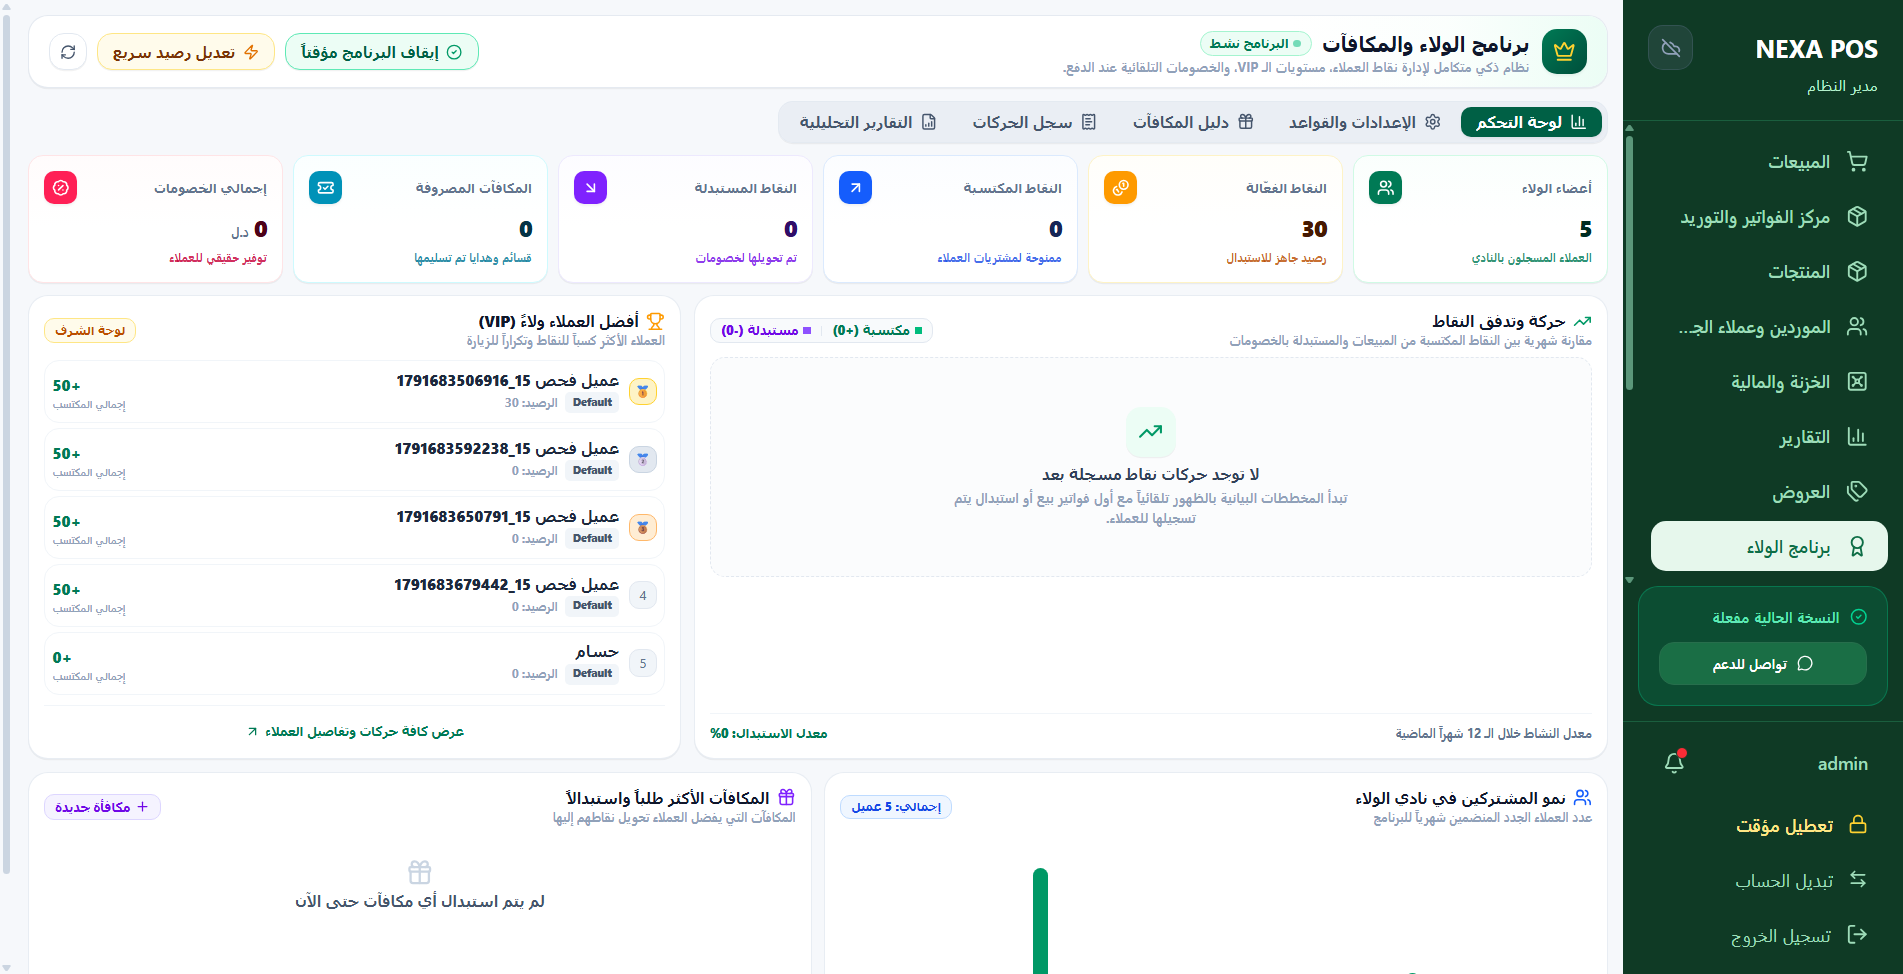 NEXA POS
مدير النظام
المبيعات
مركز الفواتير والتوريد
المنتجات
الموردين وعملاء الجـ...
الخزنة والمالية
التقارير
العروض
برنامج الولاء
النسخة الحالية مفعلة
تواصل للدعم
admin
تعطيل مؤقت
تبديل الحساب
تسجيل الخروج
برنامج الولاء والمكافآت
البرنامج نشط
نظام ذكي متكامل لإدارة نقاط العملاء، مستويات الـ VIP، والخصومات التلقائية عند الدفع.
إيقاف البرنامج مؤقتاً
تعديل رصيد سريع
لوحة التحكم
الإعدادات والقواعد
دليل المكافآت
سجل الحركات
التقارير التحليلية
أعضاء الولاء
5
العملاء المسجلون بالنادي
النقاط الفعّالة
30
رصيد جاهز للاستبدال
النقاط المكتسبة
0
ممنوحة لمشتريات العملاء
النقاط المستبدلة
0
تم تحويلها لخصومات
المكافآت المصروفة
0
قسائم وهدايا تم تسليمها
إجمالي الخصومات
0 د.ل
توفير حقيقي للعملاء
حركة وتدفق النقاط
مقارنة شهرية بين النقاط المكتسبة من المبيعات والمستبدلة بالخصومات
مكتسبة (+0)
مستبدلة (-0)
لا توجد حركات نقاط مسجلة بعد
تبدأ المخططات البيانية بالظهور تلقائياً مع أول فواتير بيع أو استبدال يتم
تسجيلها للعملاء.
معدل النشاط خلال الـ 12 شهراً الماضية
معدل الاستبدال: 0%
أفضل العملاء ولاءً (VIP)
العملاء الأكثر كسباً للنقاط وتكراراً للزيارة
لوحة الشرف
عميل فحص 15_1791683506916
Default
الرصيد: 30
+50
إجمالي المكتسب
عميل فحص 15_1791683592238
Default
الرصيد: 0
+50
إجمالي المكتسب
عميل فحص 15_1791683650791
Default
الرصيد: 0
+50
إجمالي المكتسب
4
عميل فحص 15_1791683679442
Default
الرصيد: 0
+50
إجمالي المكتسب
5
حسام
Default
الرصيد: 0
+0
إجمالي المكتسب
عرض كافة حركات وتفاصيل العملاء
نمو المشتركين في نادي الولاء
عدد العملاء الجدد المنضمين شهرياً للبرنامج
إجمالي: 5 عميل
المكافآت الأكثر طلباً واستبدالاً
المكافآت التي يفضل العملاء تحويل نقاطهم إليها
+ مكافأة جديدة
لم يتم استبدال أي مكافآت حتى الآن